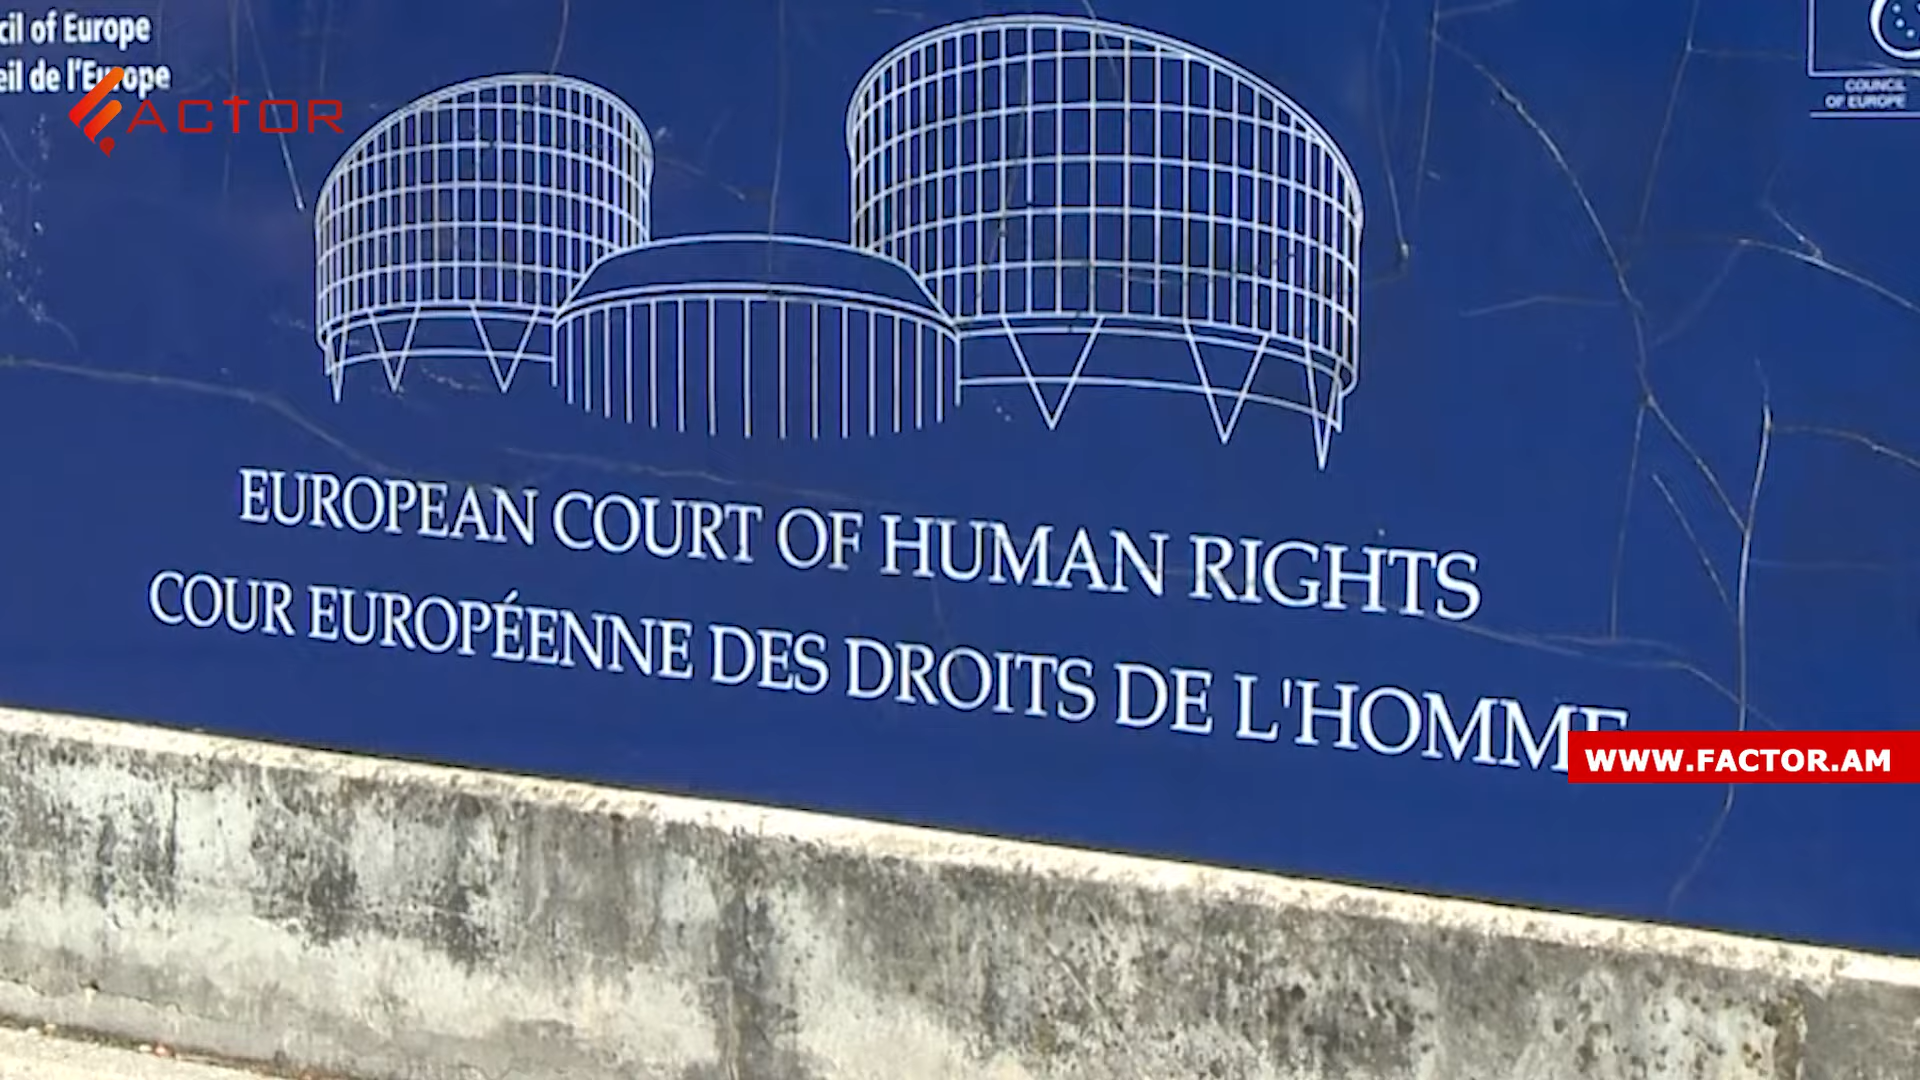 cil of Europe
eil de l'Europe
FACTOR
COUNCIL
OF EUROPE
EUROPEAN COURT OF HUMAN RIGHTS
COUR EUROPÉENNE DES DROITS DE L'HOMME
WWW.FACTOR.AM